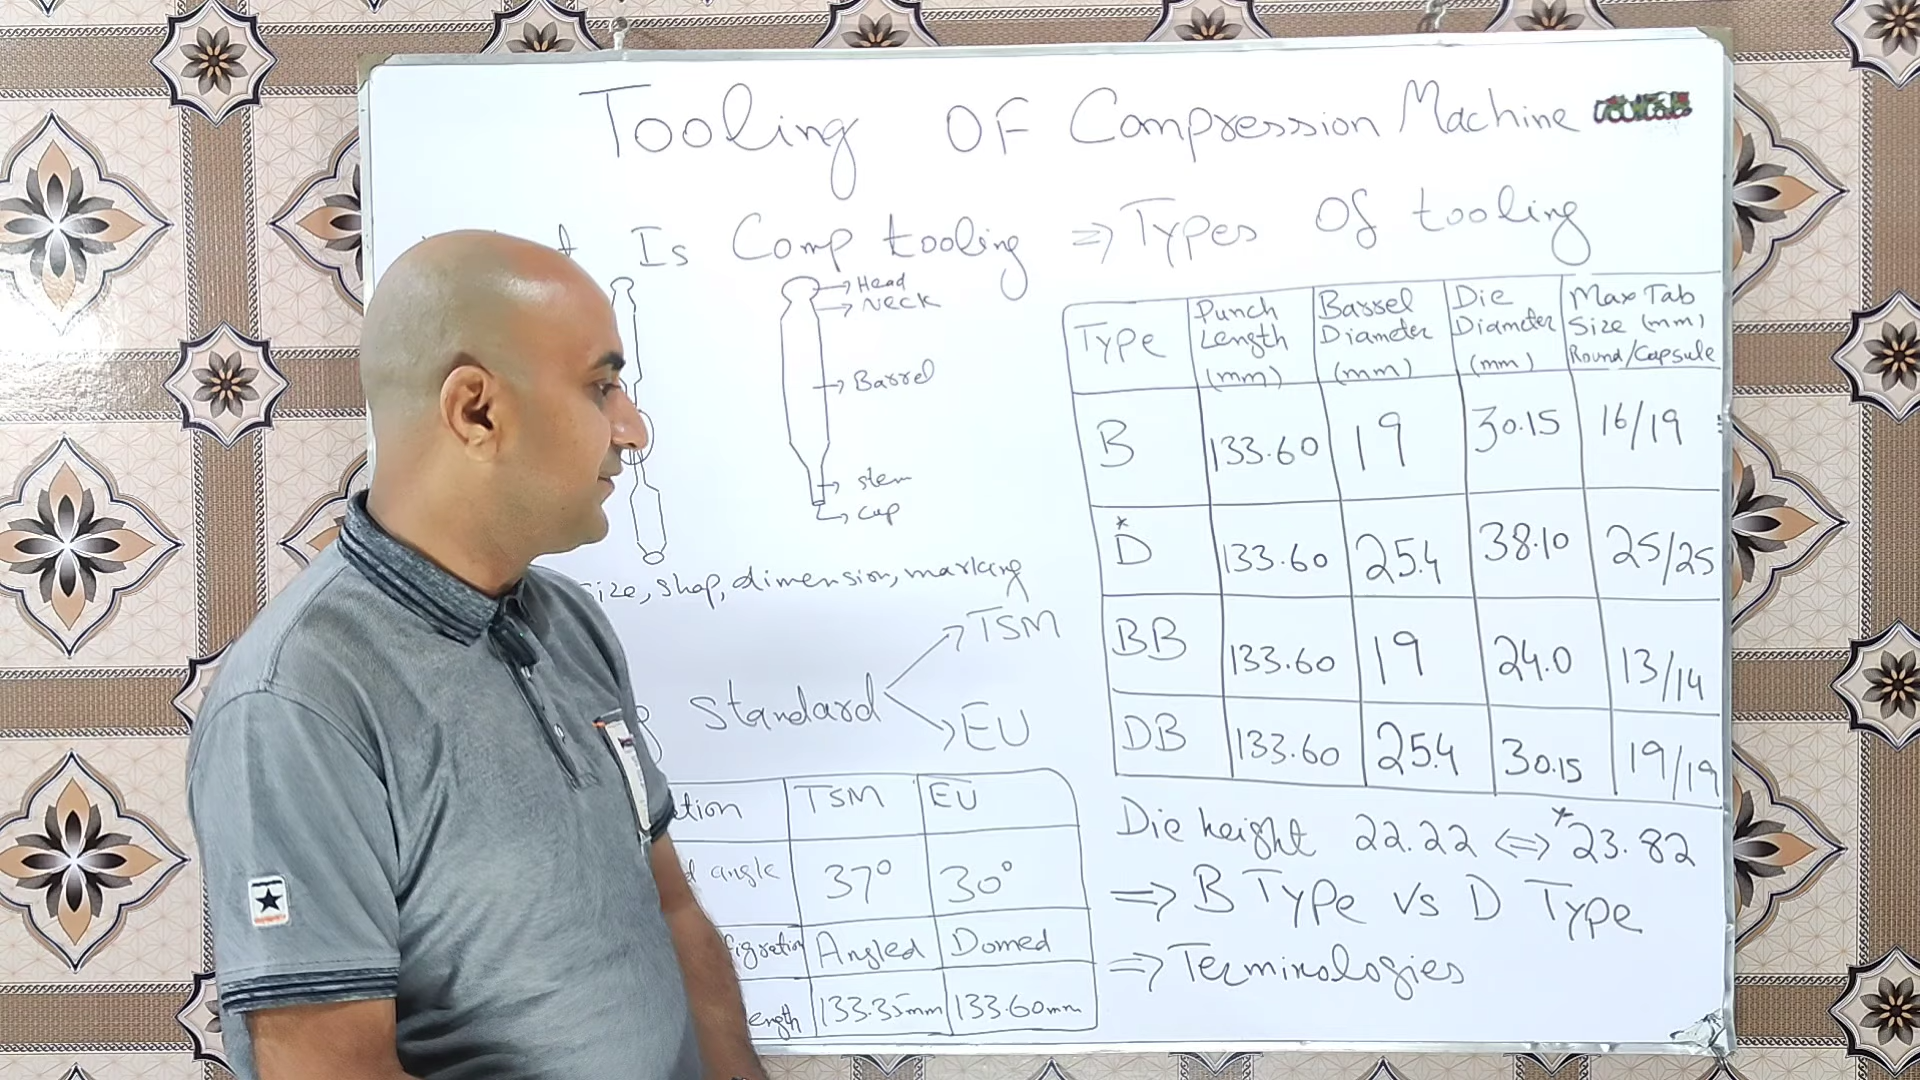 Tooling OF Compression Machine
Is Comp tooling
⇒ Types Of tooling
Head
Neck
Barrel
stem
cup
size, shap, dimension, marking
Standard
TSM
EU
TSM EU
angle 37° 30°
Angled Domed
133.35mm 133.60mm
Type Punch Length (mm) Barrel Diameter (mm) Die Diameter (mm) Max Tab Size (mm) Round/Capsule
B 133.60 19 30.15 16/19
*D 133.60 25.4 38.10 25/25
BB 133.60 19 24.0 13/14
DB 133.60 25.4 30.15 19/19
Die height 22.22 ⇔ *23.82
⇒ B Type vs D Type
⇒ Terminologies